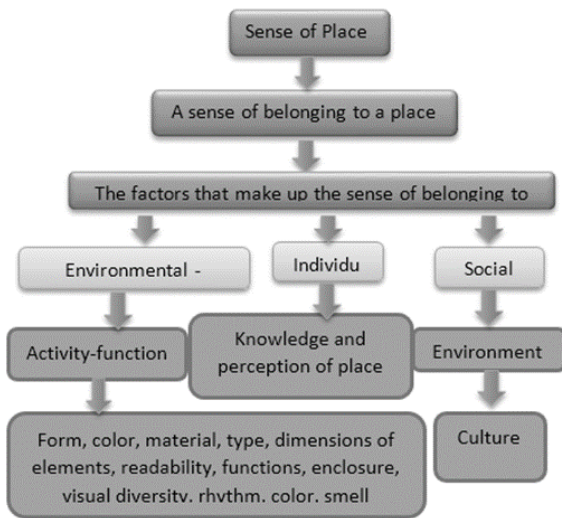 Sense of Place
A sense of belonging to a place
The factors that make up the sense of belonging to
Environmental -
Individu
Social
Activity-function
Knowledge and
perception of place
Environment
Form, color, material, type, dimensions of
elements, readability, functions, enclosure,
visual diversity, rhythm, color, smell
Culture